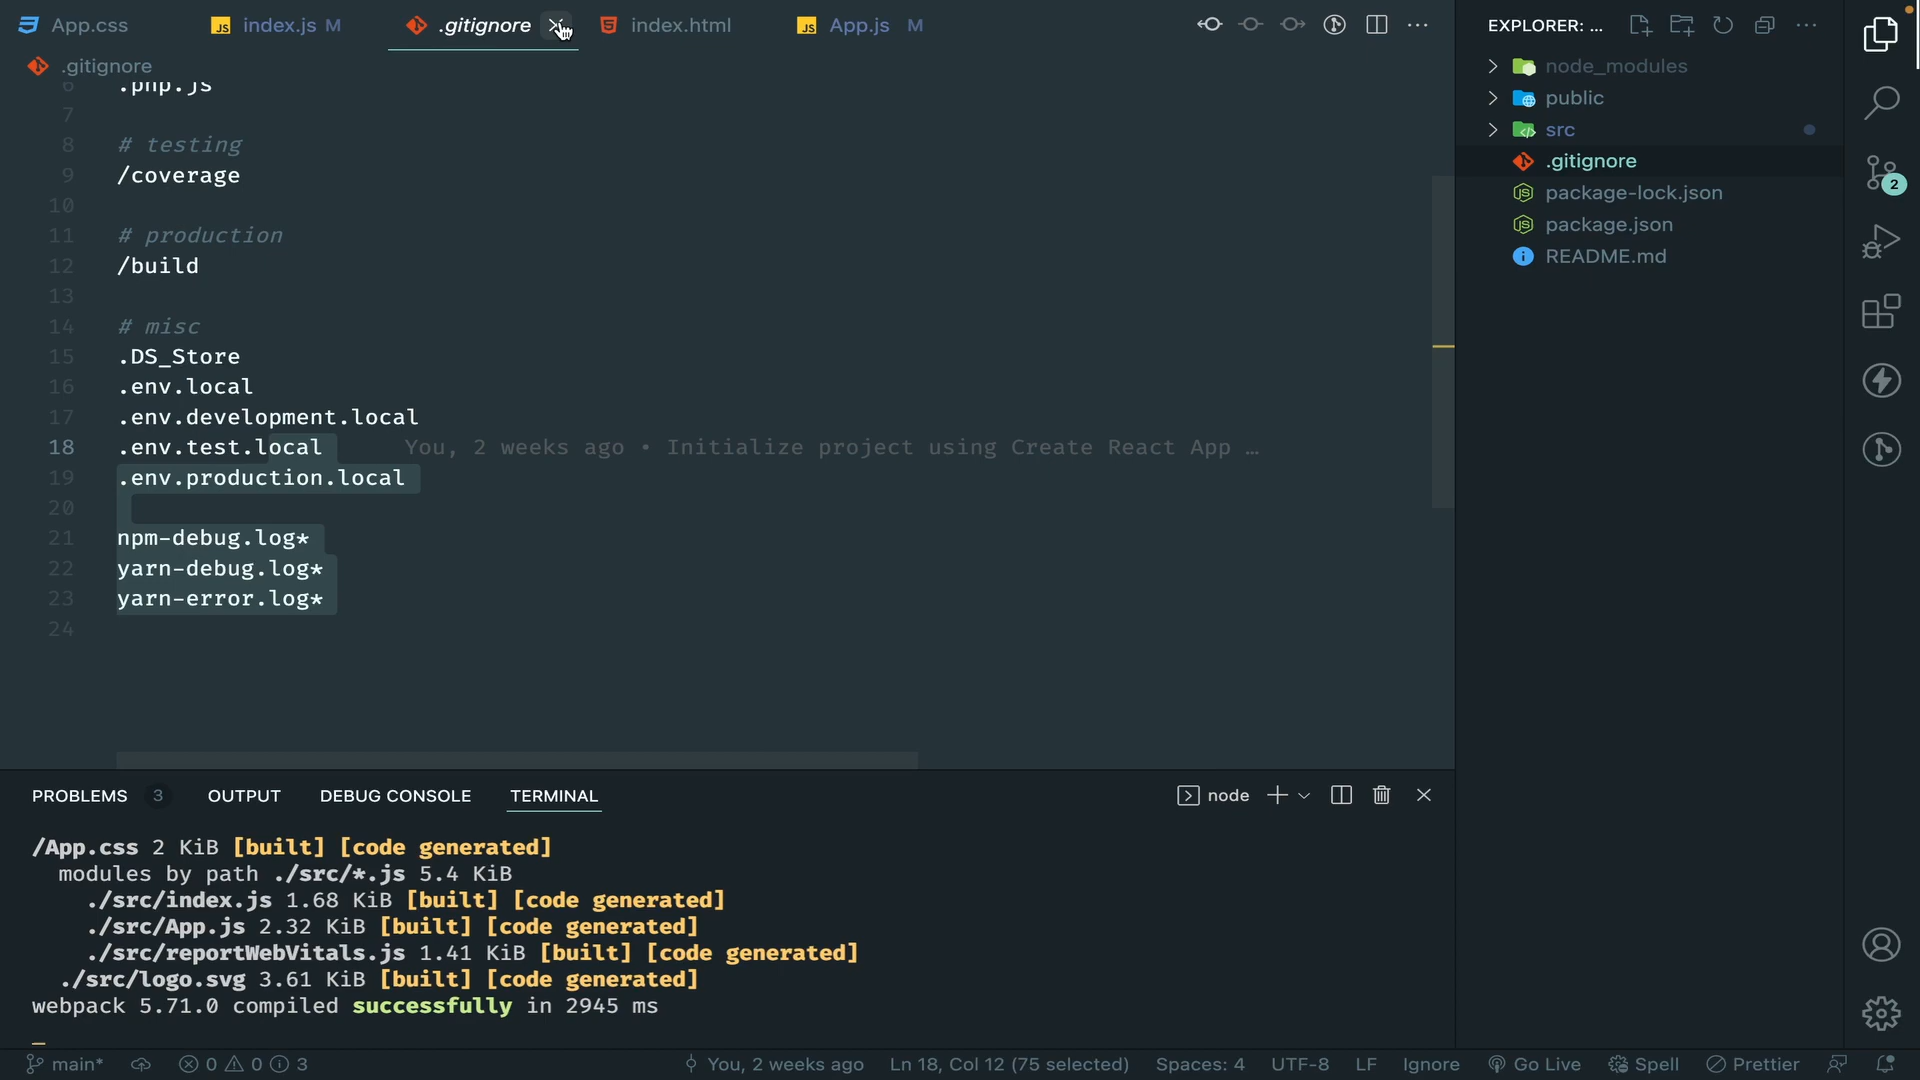 App.css
index.js M
.gitignore
index.html
App.js M
EXPLORER: ...
.gitignore
6 .pnp.js
7
8 # testing
9 /coverage
10
11 # production
12 /build
13
14 # misc
15 .DS_Store
16 .env.local
17 .env.development.local
18 .env.test.local You, 2 weeks ago • Initialize project using Create React App …
19 .env.production.local
20
21 npm-debug.log*
22 yarn-debug.log*
23 yarn-error.log*
24
node_modules
public
src
.gitignore
package-lock.json
package.json
README.md
2
PROBLEMS 3 OUTPUT DEBUG CONSOLE TERMINAL
node
/App.css 2 KiB [built] [code generated]
modules by path ./src/*.js 5.4 KiB
./src/index.js 1.68 KiB [built] [code generated]
./src/App.js 2.32 KiB [built] [code generated]
./src/reportWebVitals.js 1.41 KiB [built] [code generated]
./src/logo.svg 3.61 KiB [built] [code generated]
webpack 5.71.0 compiled successfully in 2945 ms
main* 0 0 3 You, 2 weeks ago Ln 18, Col 12 (75 selected) Spaces: 4 UTF-8 LF Ignore Go Live Spell Prettier